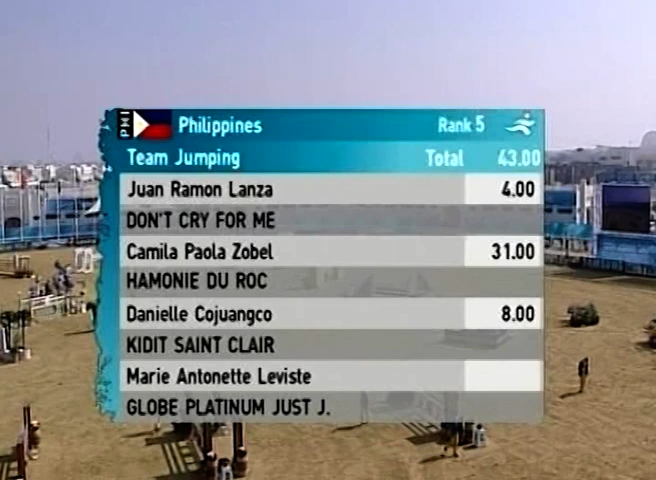 PHI Philippines Rank 5
Team Jumping Total 43.00
Juan Ramon Lanza 4.00
DON'T CRY FOR ME
Camila Paola Zobel 31.00
HAMONIE DU ROC
Danielle Cojuangco 8.00
KIDIT SAINT CLAIR
Marie Antonette Leviste
GLOBE PLATINUM JUST J.